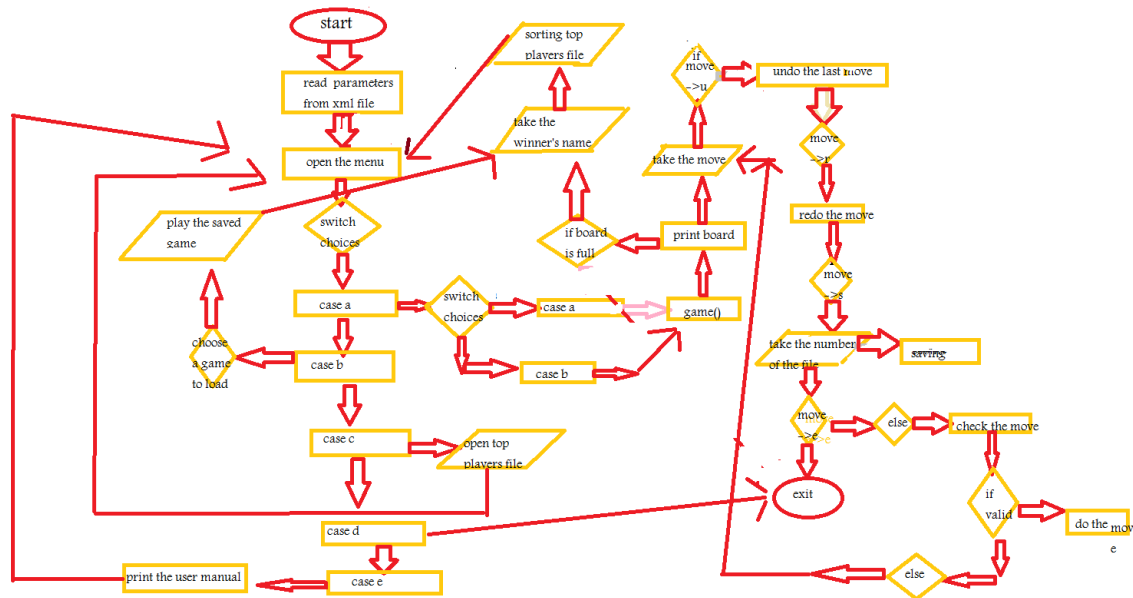 start
read parameters
from xml file
open the menu
switch
choices
play the saved
game
case a
choose
a game
to load
case b
case c
open top
players file
case d
case e
print the user manual
switch
choices
case a
case b
game()
print board
if board
is full
take the
winner's name
sorting top
players file
take the move
if
move
->u
undo the last move
move
->r
redo the move
move
->s
take the number
of the file
saving
move
->e
exit
else
check the move
if
valid
do the move
else